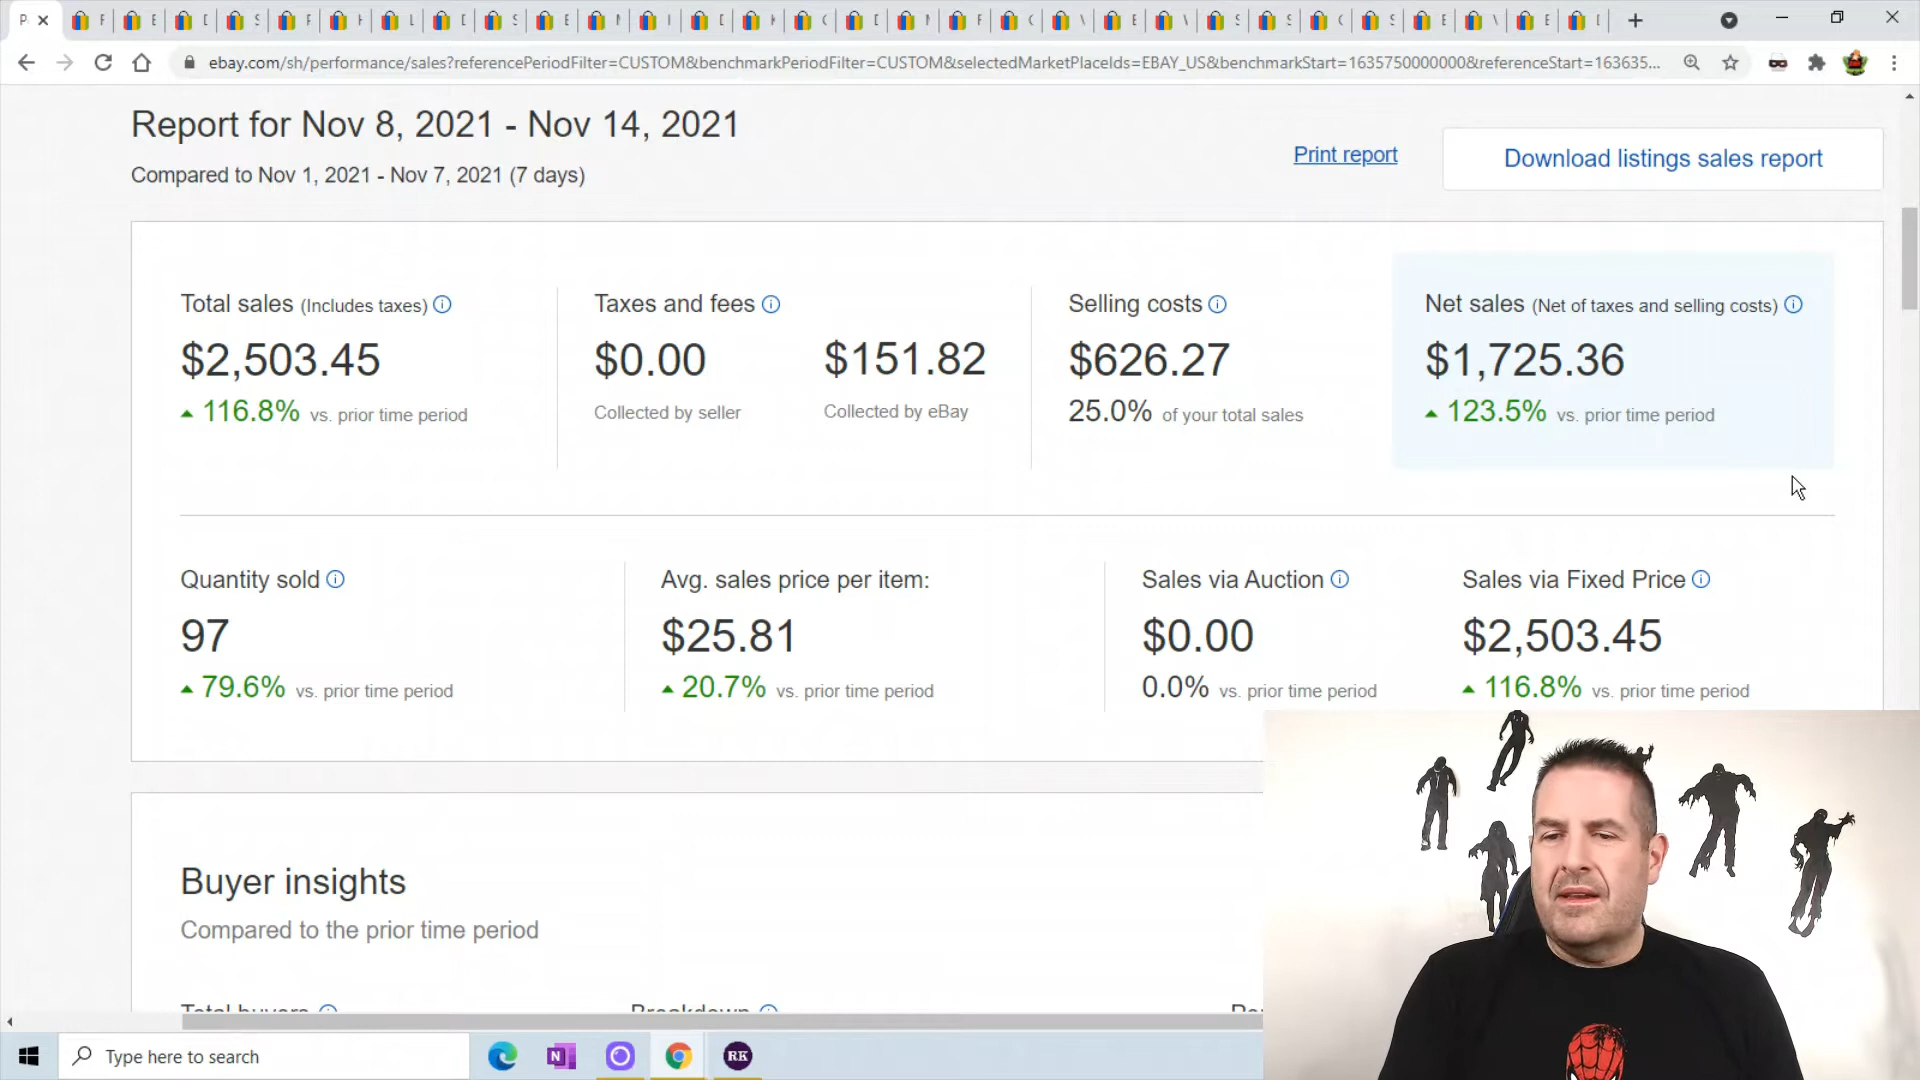 ebay.com/sh/performance/sales?referencePeriodFilter=CUSTOM&benchmarkPeriodFilter=CUSTOM&selectedMarketPlaceIds=EBAY_US&benchmarkStart=1635750000000&referenceStart=163635...
Report for Nov 8, 2021 - Nov 14, 2021
Compared to Nov 1, 2021 - Nov 7, 2021 (7 days)
Print report
Download listings sales report
Total sales (Includes taxes)
$2,503.45
116.8% vs. prior time period
Taxes and fees
$0.00 $151.82
Collected by seller Collected by eBay
Selling costs
$626.27
25.0% of your total sales
Net sales (Net of taxes and selling costs)
$1,725.36
123.5% vs. prior time period
Quantity sold
97
79.6% vs. prior time period
Avg. sales price per item:
$25.81
20.7% vs. prior time period
Sales via Auction
$0.00
0.0% vs. prior time period
Sales via Fixed Price
$2,503.45
116.8% vs. prior time period
Buyer insights
Compared to the prior time period
Total buyers
Breakdown
Type here to search
N
RK